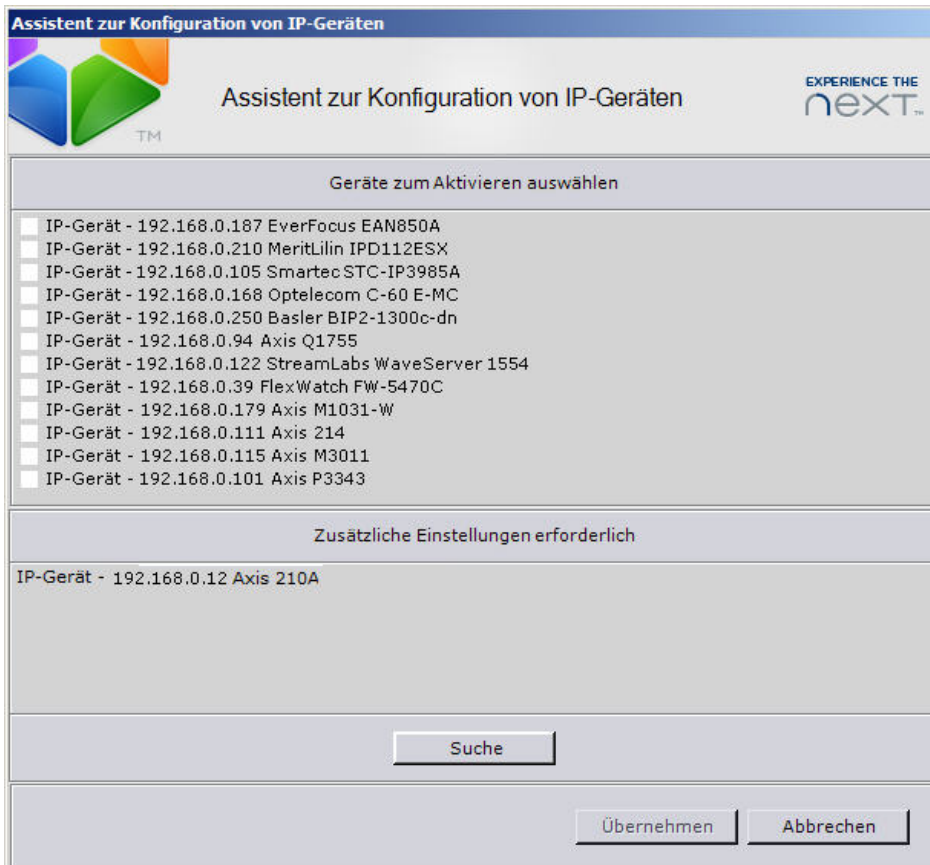 Assistent zur Konfiguration von IP-Geräten
Assistent zur Konfiguration von IP-Geräten
EXPERIENCE THE
next™
TM
Geräte zum Aktivieren auswählen
IP-Gerät - 192.168.0.187 EverFocus EAN850A
IP-Gerät - 192.168.0.210 MeritLilin IPD112ESX
IP-Gerät - 192.168.0.105 Smartec STC-IP3985A
IP-Gerät - 192.168.0.168 Optelecom C-60 E-MC
IP-Gerät - 192.168.0.250 Basler BIP2-1300c-dn
IP-Gerät - 192.168.0.94 Axis Q1755
IP-Gerät - 192.168.0.122 StreamLabs WaveServer 1554
IP-Gerät - 192.168.0.39 FlexWatch FW-5470C
IP-Gerät - 192.168.0.179 Axis M1031-W
IP-Gerät - 192.168.0.111 Axis 214
IP-Gerät - 192.168.0.115 Axis M3011
IP-Gerät - 192.168.0.101 Axis P3343
Zusätzliche Einstellungen erforderlich
IP-Gerät - 192.168.0.12 Axis 210A
Suche
Übernehmen
Abbrechen